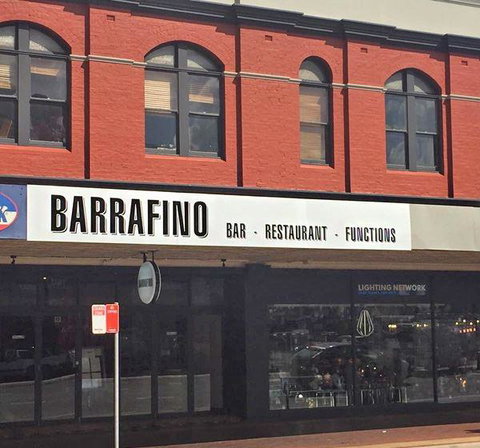 K
BARRAFINO BAR · RESTAURANT · FUNCTIONS
LIGHTING NETWORK